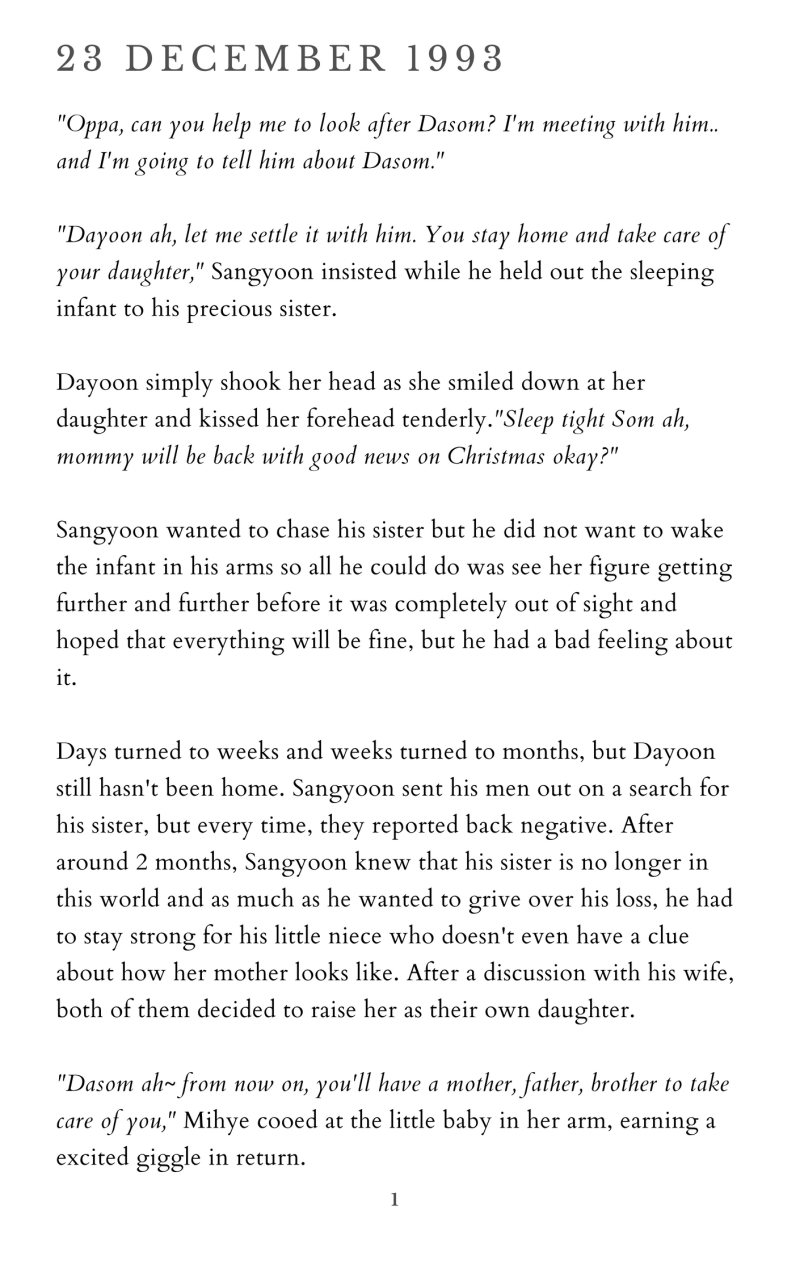 23 DECEMBER 1993
"Oppa, can you help me to look after Dasom? I'm meeting with him..
and I'm going to tell him about Dasom."
"Dayoon ah, let me settle it with him. You stay home and take care of
your daughter," Sangyoon insisted while he held out the sleeping
infant to his precious sister.
Dayoon simply shook her head as she smiled down at her
daughter and kissed her forehead tenderly."Sleep tight Som ah,
mommy will be back with good news on Christmas okay?"
Sangyoon wanted to chase his sister but he did not want to wake
the infant in his arms so all he could do was see her figure getting
further and further before it was completely out of sight and
hoped that everything will be fine, but he had a bad feeling about
it.
Days turned to weeks and weeks turned to months, but Dayoon
still hasn't been home. Sangyoon sent his men out on a search for
his sister, but every time, they reported back negative. After
around 2 months, Sangyoon knew that his sister is no longer in
this world and as much as he wanted to grive over his loss, he had
to stay strong for his little niece who doesn't even have a clue
about how her mother looks like. After a discussion with his wife,
both of them decided to raise her as their own daughter.
"Dasom ah~ from now on, you'll have a mother, father, brother to take
care of you," Mihye cooed at the little baby in her arm, earning a
excited giggle in return.
1